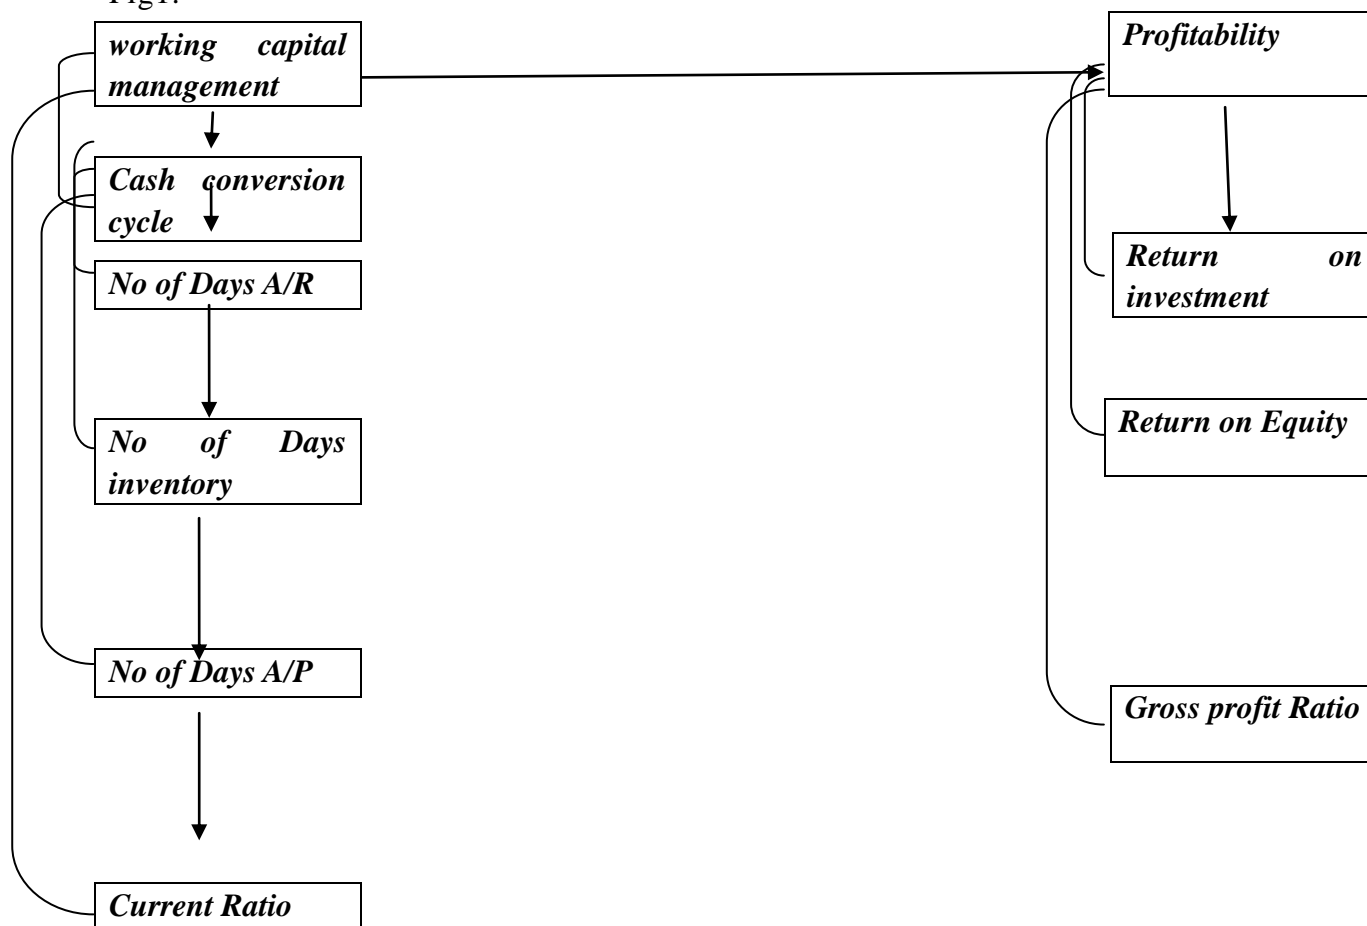 Fig1:
working capital
management
Cash conversion
cycle
No of Days A/R
No of Days
inventory
No of Days A/P
Current Ratio
Profitability
Return on
investment
Return on Equity
Gross profit Ratio